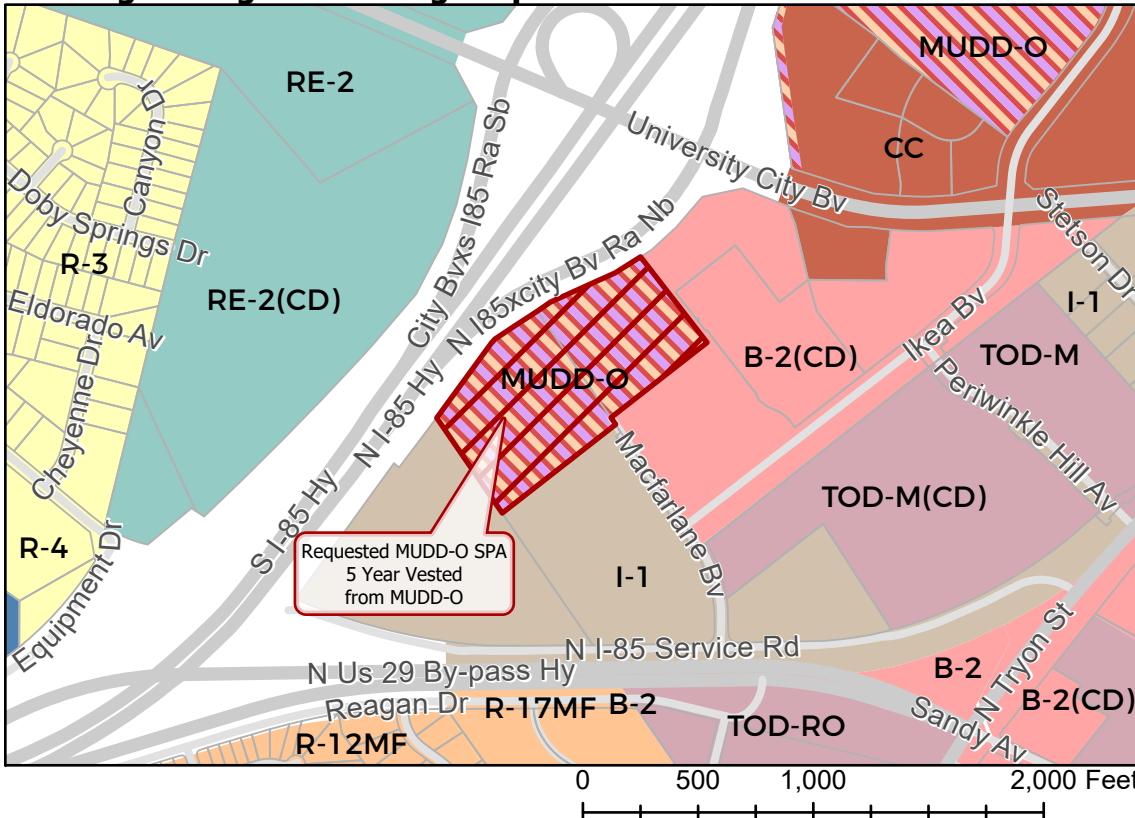 MUDD-O
RE-2
CC
University City Bv
Canyon Dr
Doby Springs Dr
R-3
City Bvxs I85 Ra Sb
N I85xcity Bv Ra Nb
Stetson Dr
I-1
RE-2(CD)
Eldorado Av
Cheyenne Dr
N I-85 Hy
S I-85 Hy
MUDD-O
B-2(CD)
Ikea Bv
TOD-M
Periwinkle Hill Av
Macfarlane Bv
TOD-M(CD)
R-4
Equipment Dr
Requested MUDD-O SPA
5 Year Vested
from MUDD-O
I-1
N I-85 Service Rd
N Us 29 By-pass Hy
B-2
N Tryon St
B-2(CD)
Reagan Dr
R-17MF
B-2
Sandy Av
TOD-RO
R-12MF
0 500 1,000 2,000 Feet